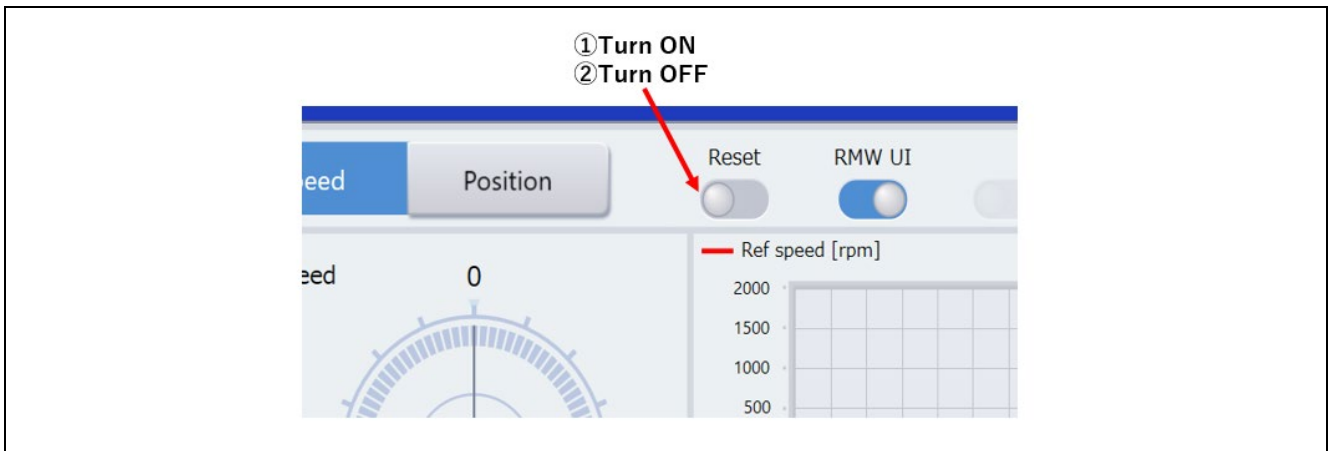 ①Turn ON
②Turn OFF
eed
Position
Reset
RMW UI
eed
0
Ref speed [rpm]
2000
1500
1000
500